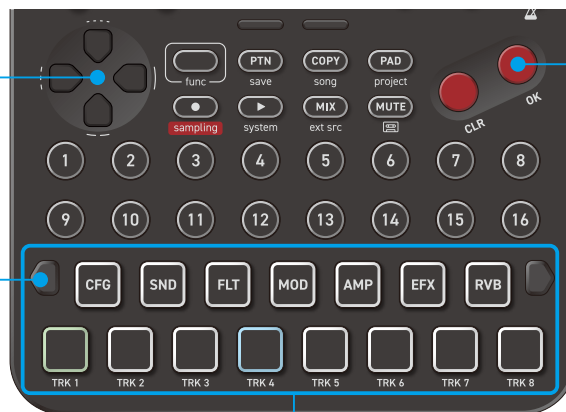 PTN COPY PAD
func save song project
MIX MUTE
sampling system ext src
CLR OK
1 2 3 4 5 6 7 8
9 10 11 12 13 14 15 16
CFG SND FLT MOD AMP EFX RVB
TRK 1 TRK 2 TRK 3 TRK 4 TRK 5 TRK 6 TRK 7 TRK 8